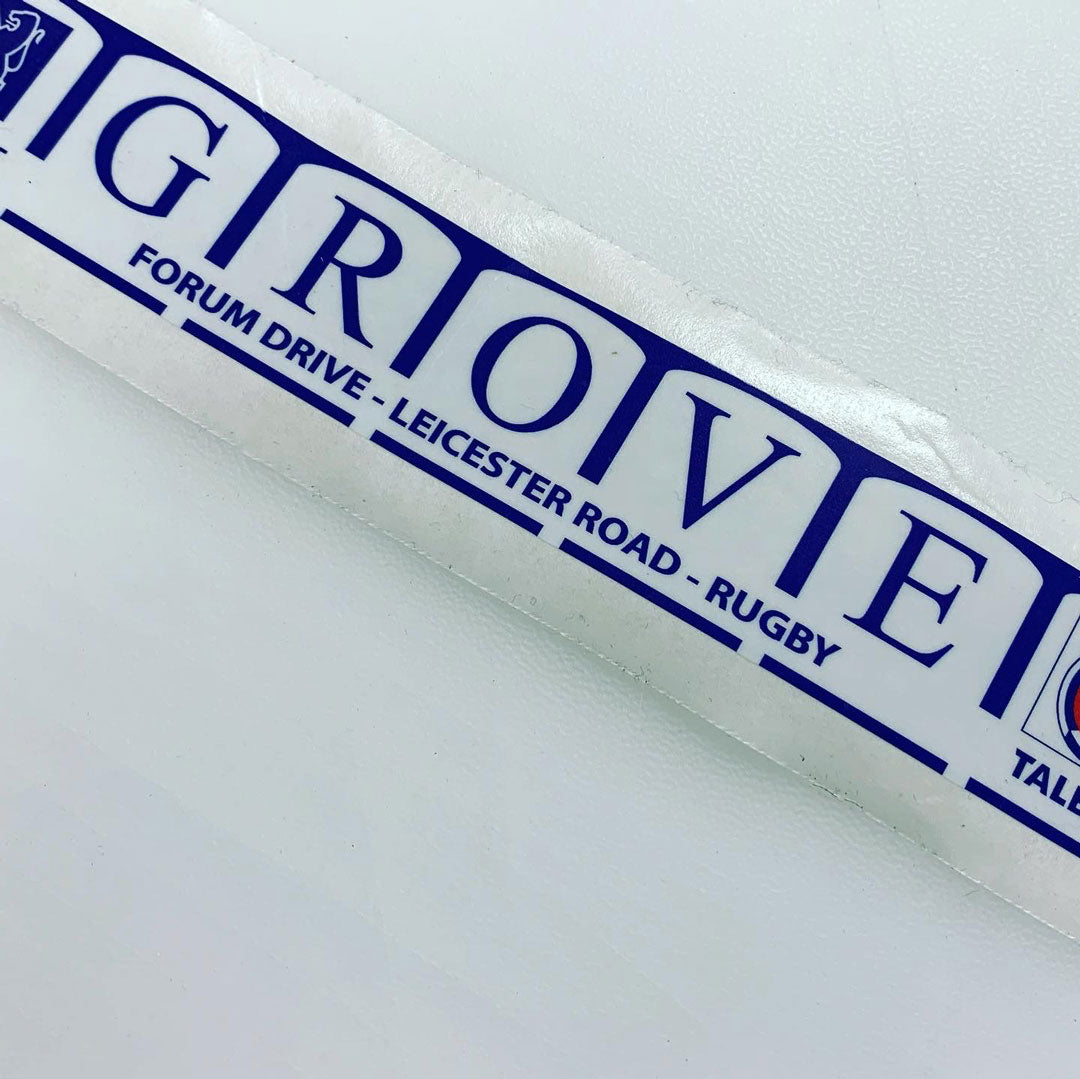 GROVE
FORUM DRIVE - LEICESTER ROAD - RUGBY